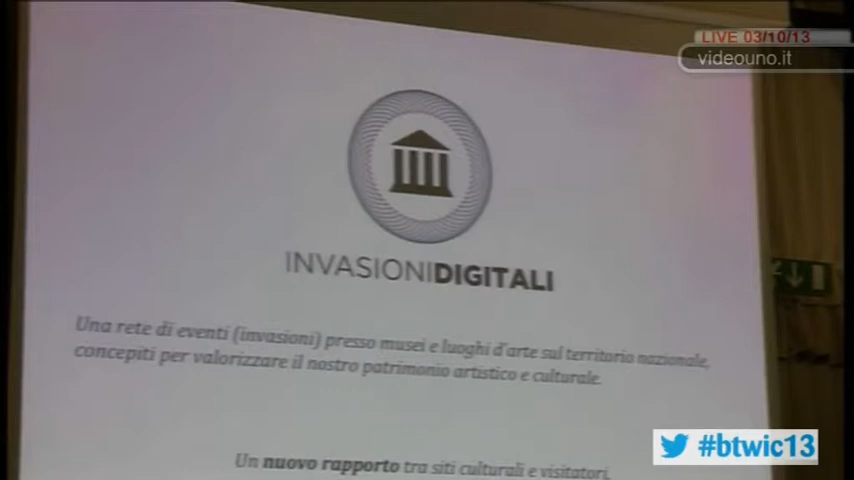 LIVE 03/10/13
videouno.it
INVASIONIDIGITALI
Una rete di eventi (invasioni) presso musei e luoghi d'arte sul territorio nazionale,
concepiti per valorizzare il nostro patrimonio artistico e culturale.
Un nuovo rapporto tra siti culturali e visitatori,
#btwic13